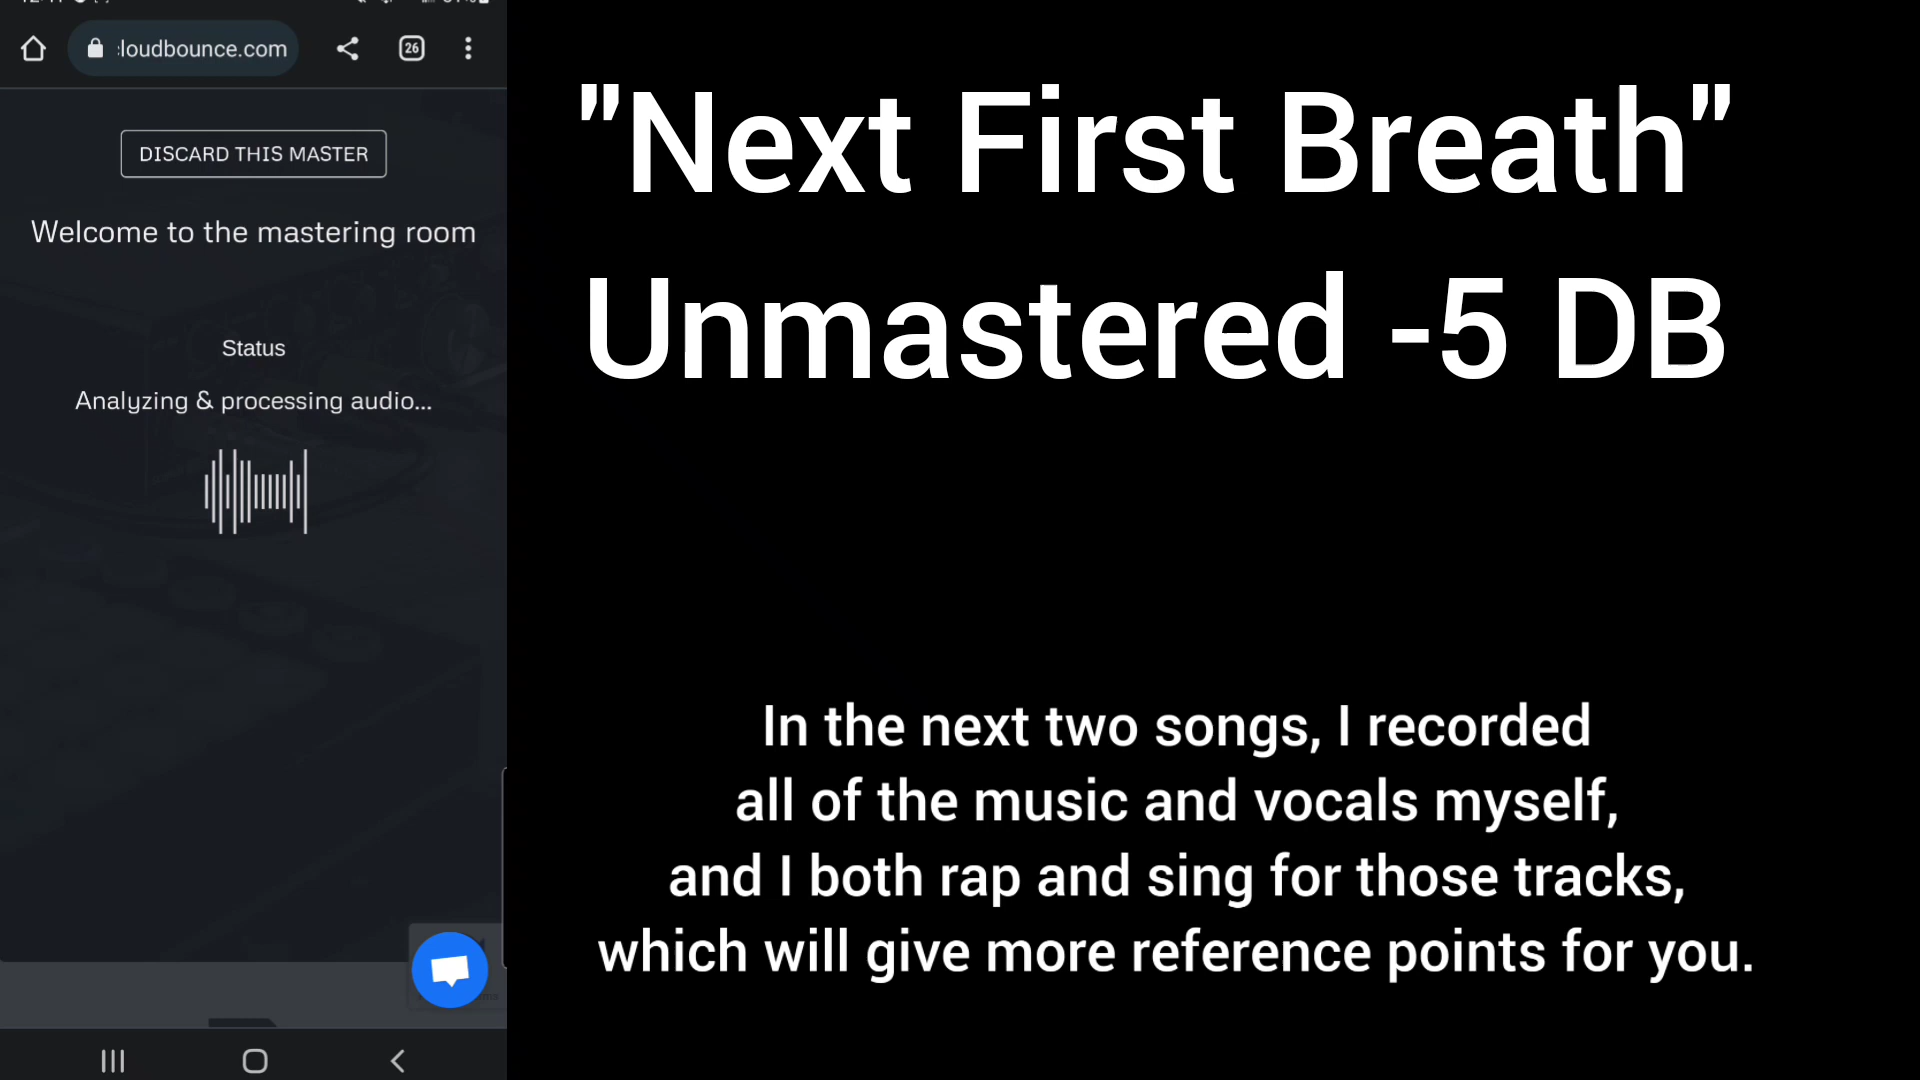 :loudbounce.com
26
DISCARD THIS MASTER
Welcome to the mastering room
Status
Analyzing & processing audio...
"Next First Breath"
Unmastered -5 DB
In the next two songs, I recorded
all of the music and vocals myself,
and I both rap and sing for those tracks,
which will give more reference points for you.